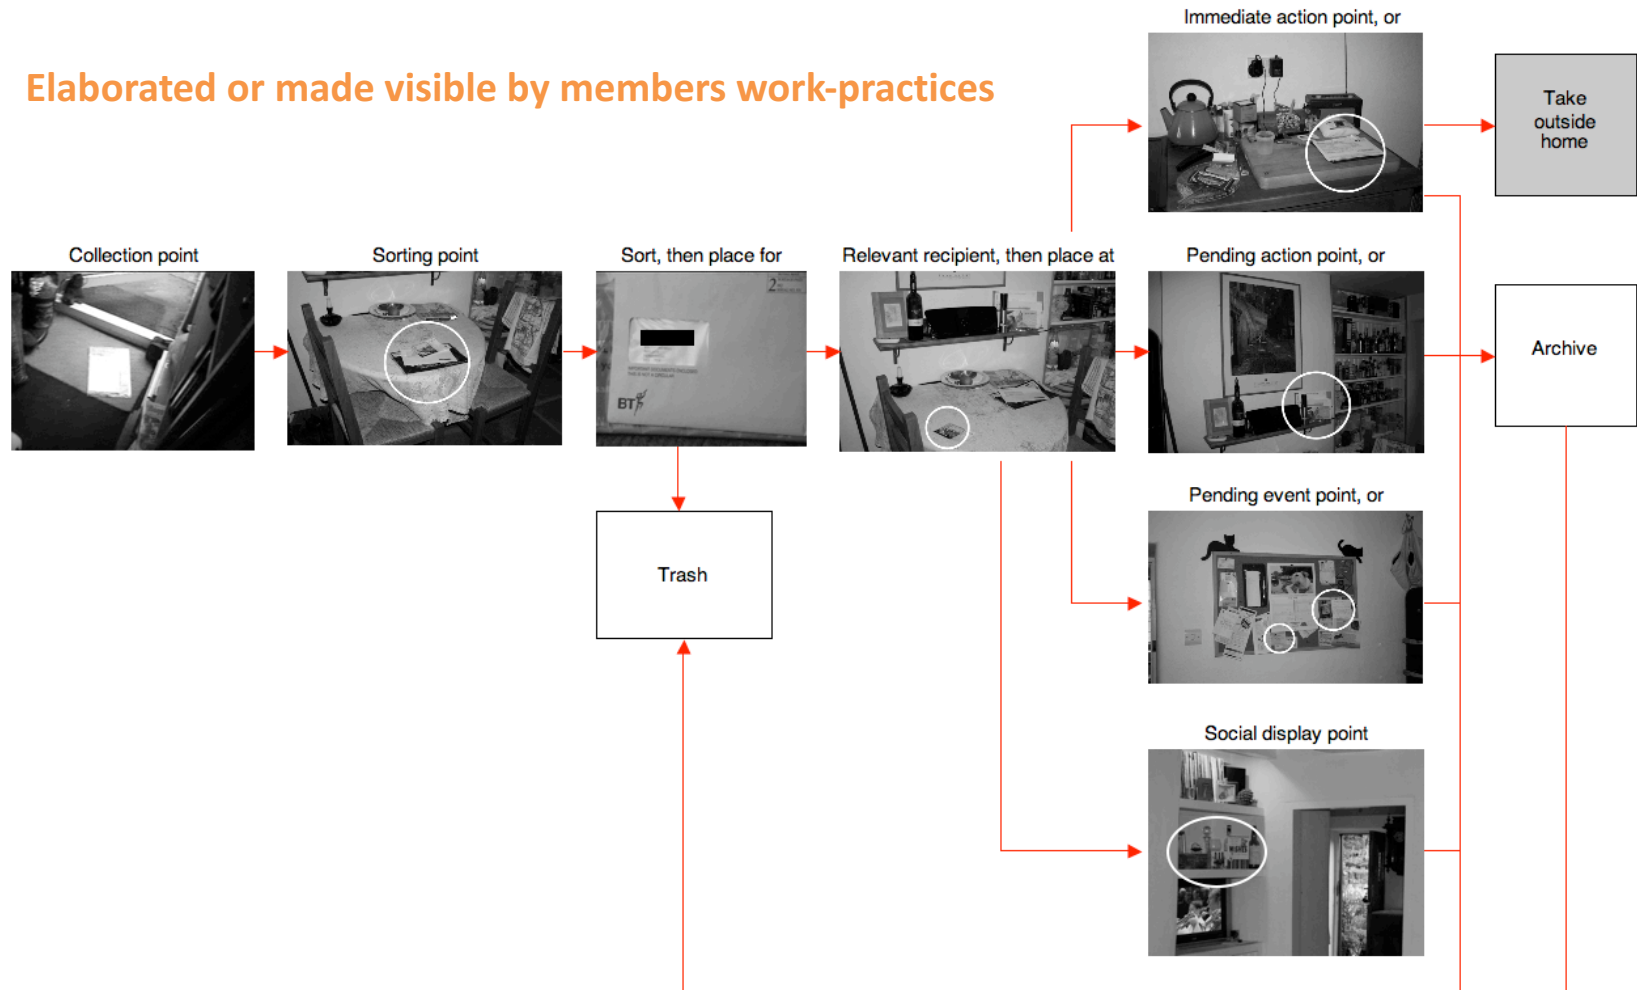 Elaborated or made visible by members work-practices
Immediate action point, or
Take
outside
home
Collection point
Sorting point
Sort, then place for
Relevant recipient, then place at
Pending action point, or
Archive
2
BT
Pending event point, or
Trash
Social display point